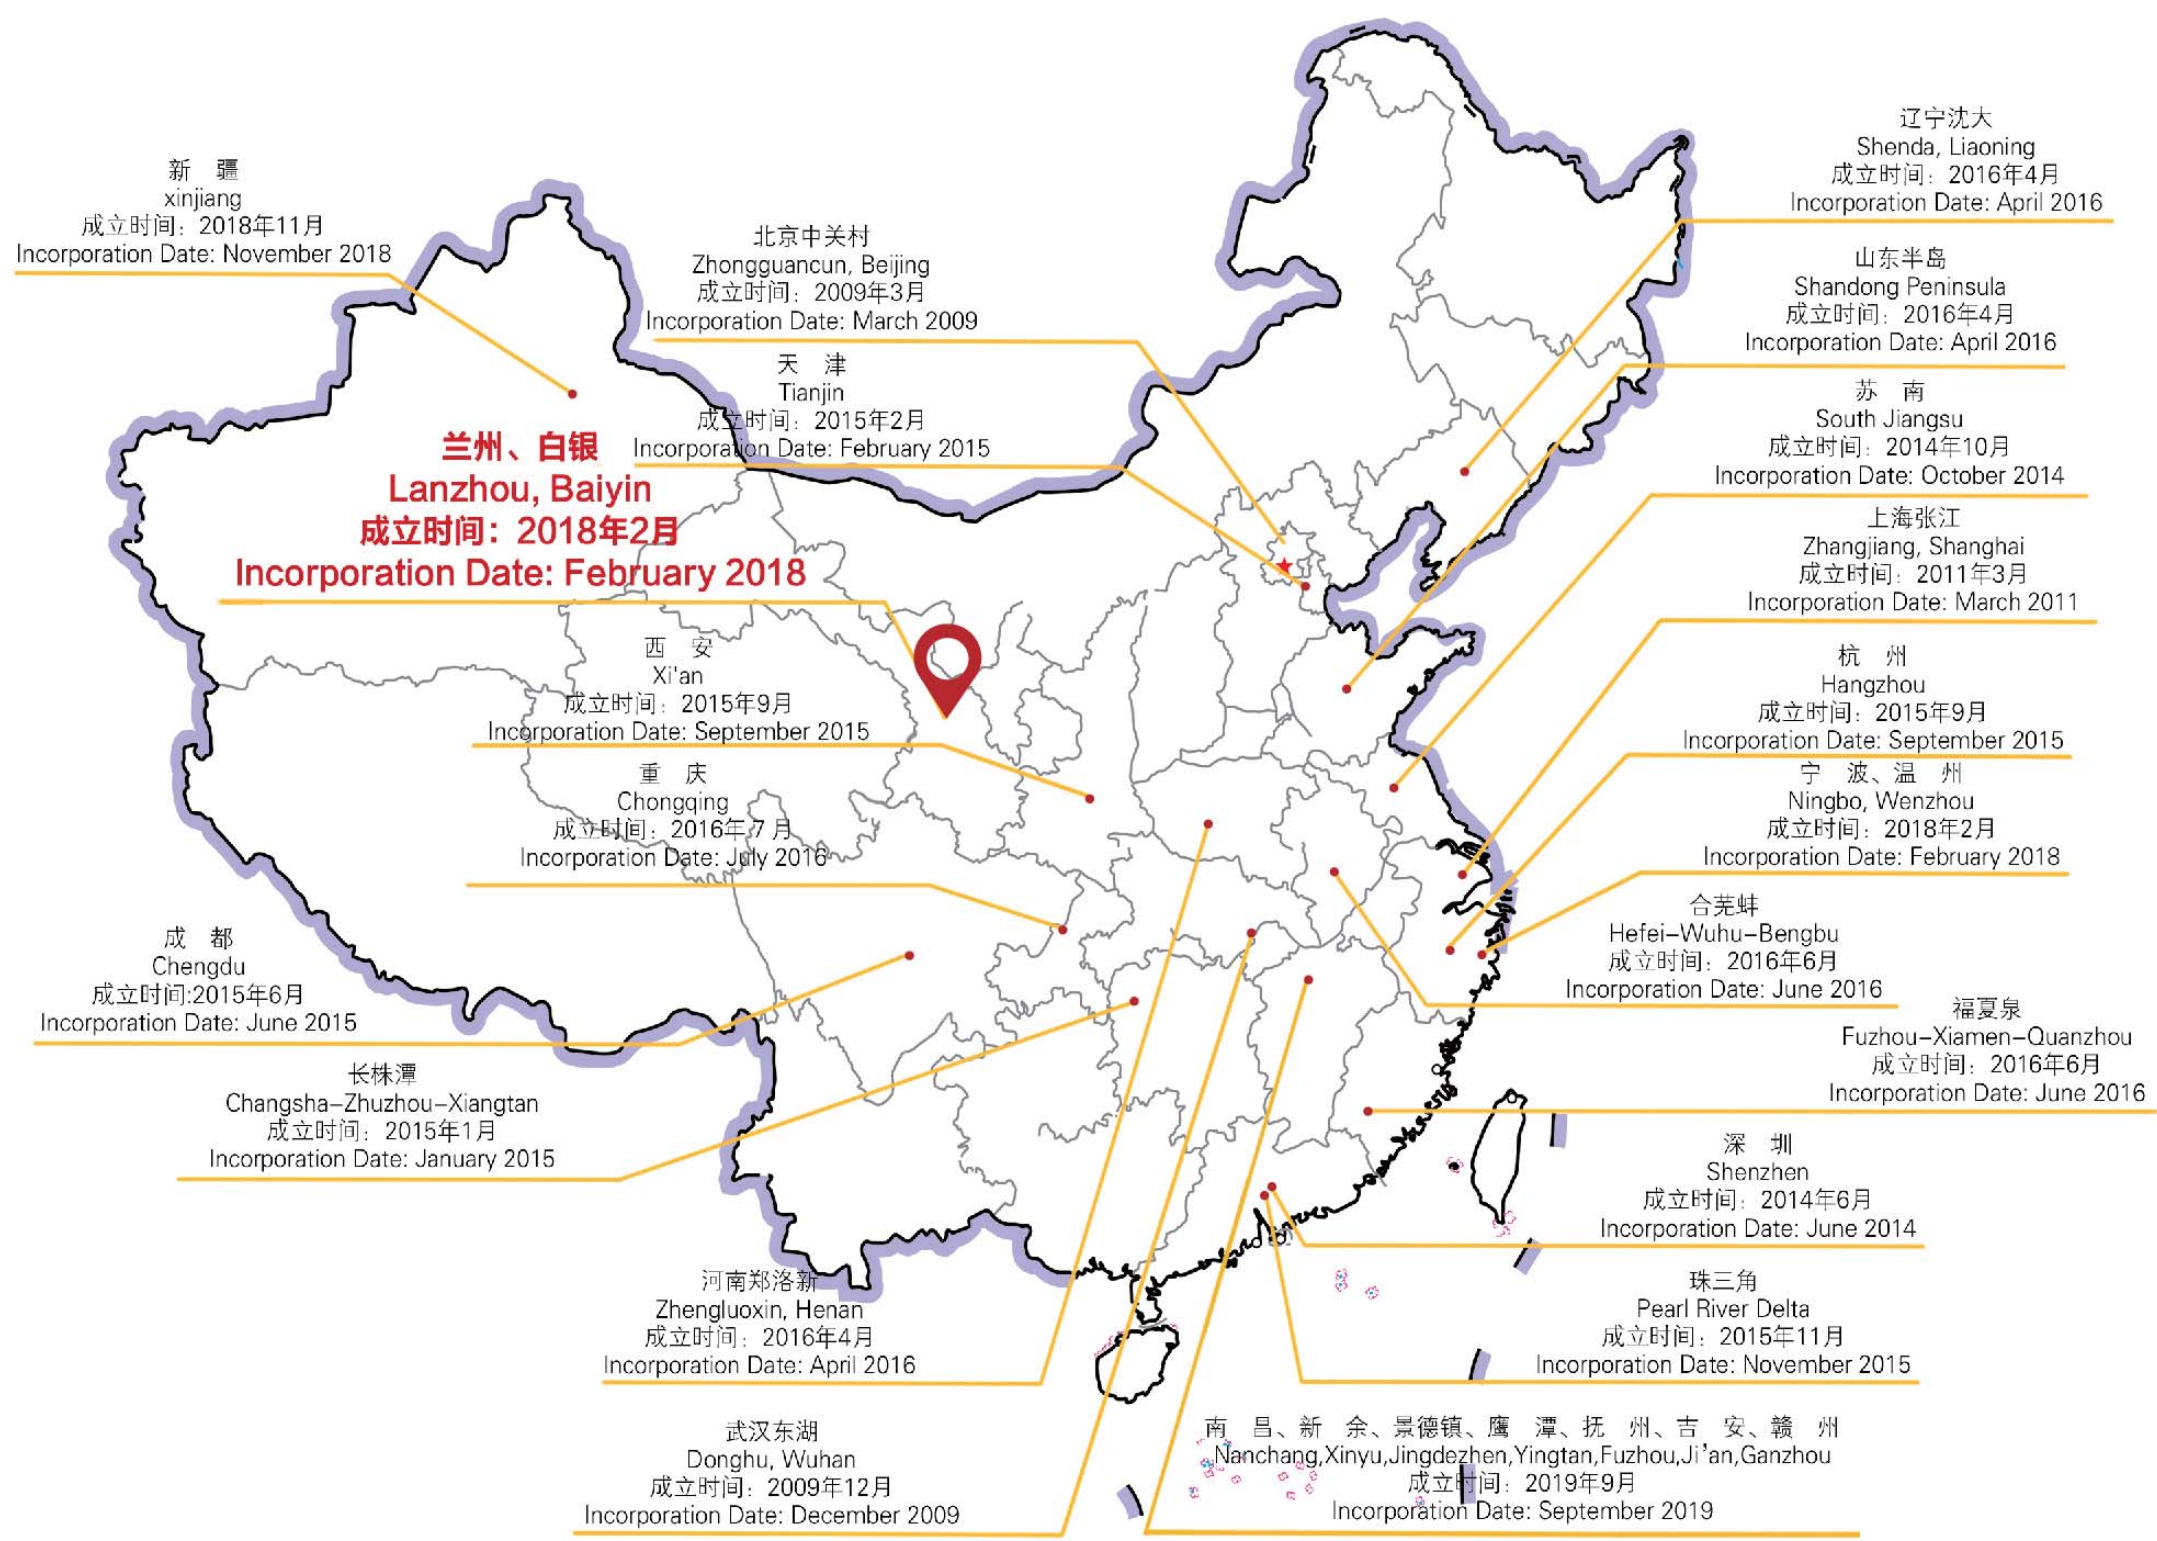 新 疆
xinjiang
成立时间：2018年11月
Incorporation Date: November 2018
北京中关村
Zhongguancun, Beijing
成立时间：2009年3月
Incorporation Date: March 2009
天 津
Tianjin
成立时间：2015年2月
Incorporation Date: February 2015
兰州、白银
Lanzhou, Baiyin
成立时间：2018年2月
Incorporation Date: February 2018
西 安
Xi'an
成立时间：2015年9月
Incorporation Date: September 2015
重 庆
Chongqing
成立时间：2016年7月
Incorporation Date: July 2016
成 都
Chengdu
成立时间:2015年6月
Incorporation Date: June 2015
长株潭
Changsha–Zhuzhou–Xiangtan
成立时间：2015年1月
Incorporation Date: January 2015
河南郑洛新
Zhengluoxin, Henan
成立时间：2016年4月
Incorporation Date: April 2016
武汉东湖
Donghu, Wuhan
成立时间：2009年12月
Incorporation Date: December 2009
辽宁沈大
Shenda, Liaoning
成立时间：2016年4月
Incorporation Date: April 2016
山东半岛
Shandong Peninsula
成立时间：2016年4月
Incorporation Date: April 2016
苏 南
South Jiangsu
成立时间：2014年10月
Incorporation Date: October 2014
上海张江
Zhangjiang, Shanghai
成立时间：2011年3月
Incorporation Date: March 2011
杭 州
Hangzhou
成立时间：2015年9月
Incorporation Date: September 2015
宁 波、温 州
Ningbo, Wenzhou
成立时间：2018年2月
Incorporation Date: February 2018
合芜蚌
Hefei–Wuhu–Bengbu
成立时间：2016年6月
Incorporation Date: June 2016
福夏泉
Fuzhou–Xiamen–Quanzhou
成立时间：2016年6月
Incorporation Date: June 2016
深 圳
Shenzhen
成立时间：2014年6月
Incorporation Date: June 2014
珠三角
Pearl River Delta
成立时间：2015年11月
Incorporation Date: November 2015
南 昌、新 余、景德镇、鹰 潭、抚 州、吉 安、赣 州
Nanchang,Xinyu,Jingdezhen,Yingtan,Fuzhou,Ji'an,Ganzhou
成立时间：2019年9月
Incorporation Date: September 2019